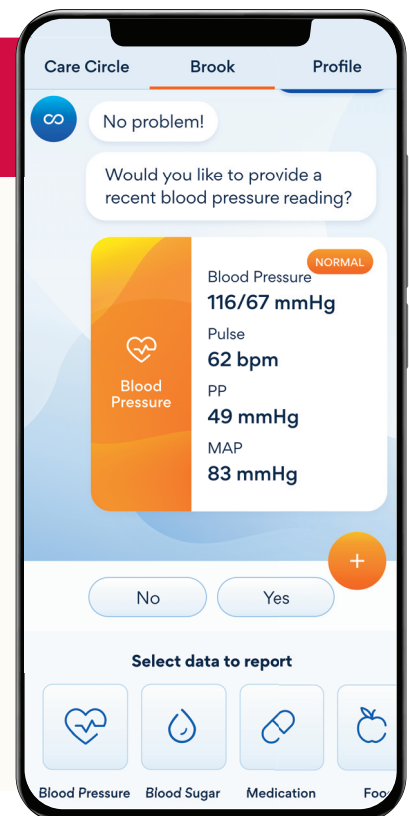 Care Circle Brook Profile
No problem!
Would you like to provide a
recent blood pressure reading?
NORMAL
Blood Pressure
116/67 mmHg
Pulse
62 bpm
PP
49 mmHg
MAP
83 mmHg
Blood
Pressure
+
No Yes
Select data to report
Blood Pressure Blood Sugar Medication